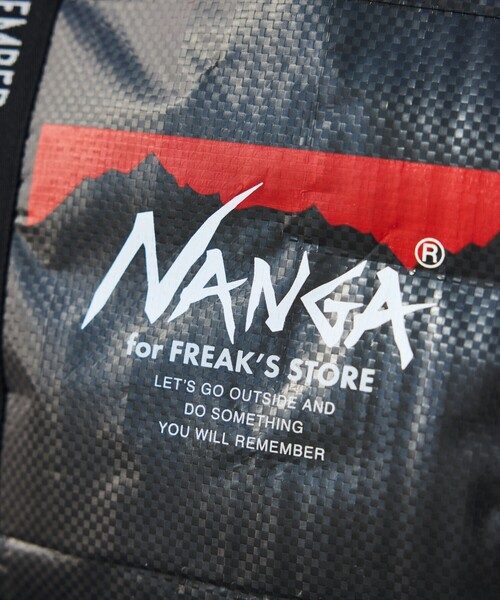 NANGA®
for FREAK'S STORE
LET'S GO OUTSIDE AND
DO SOMETHING
YOU WILL REMEMBER